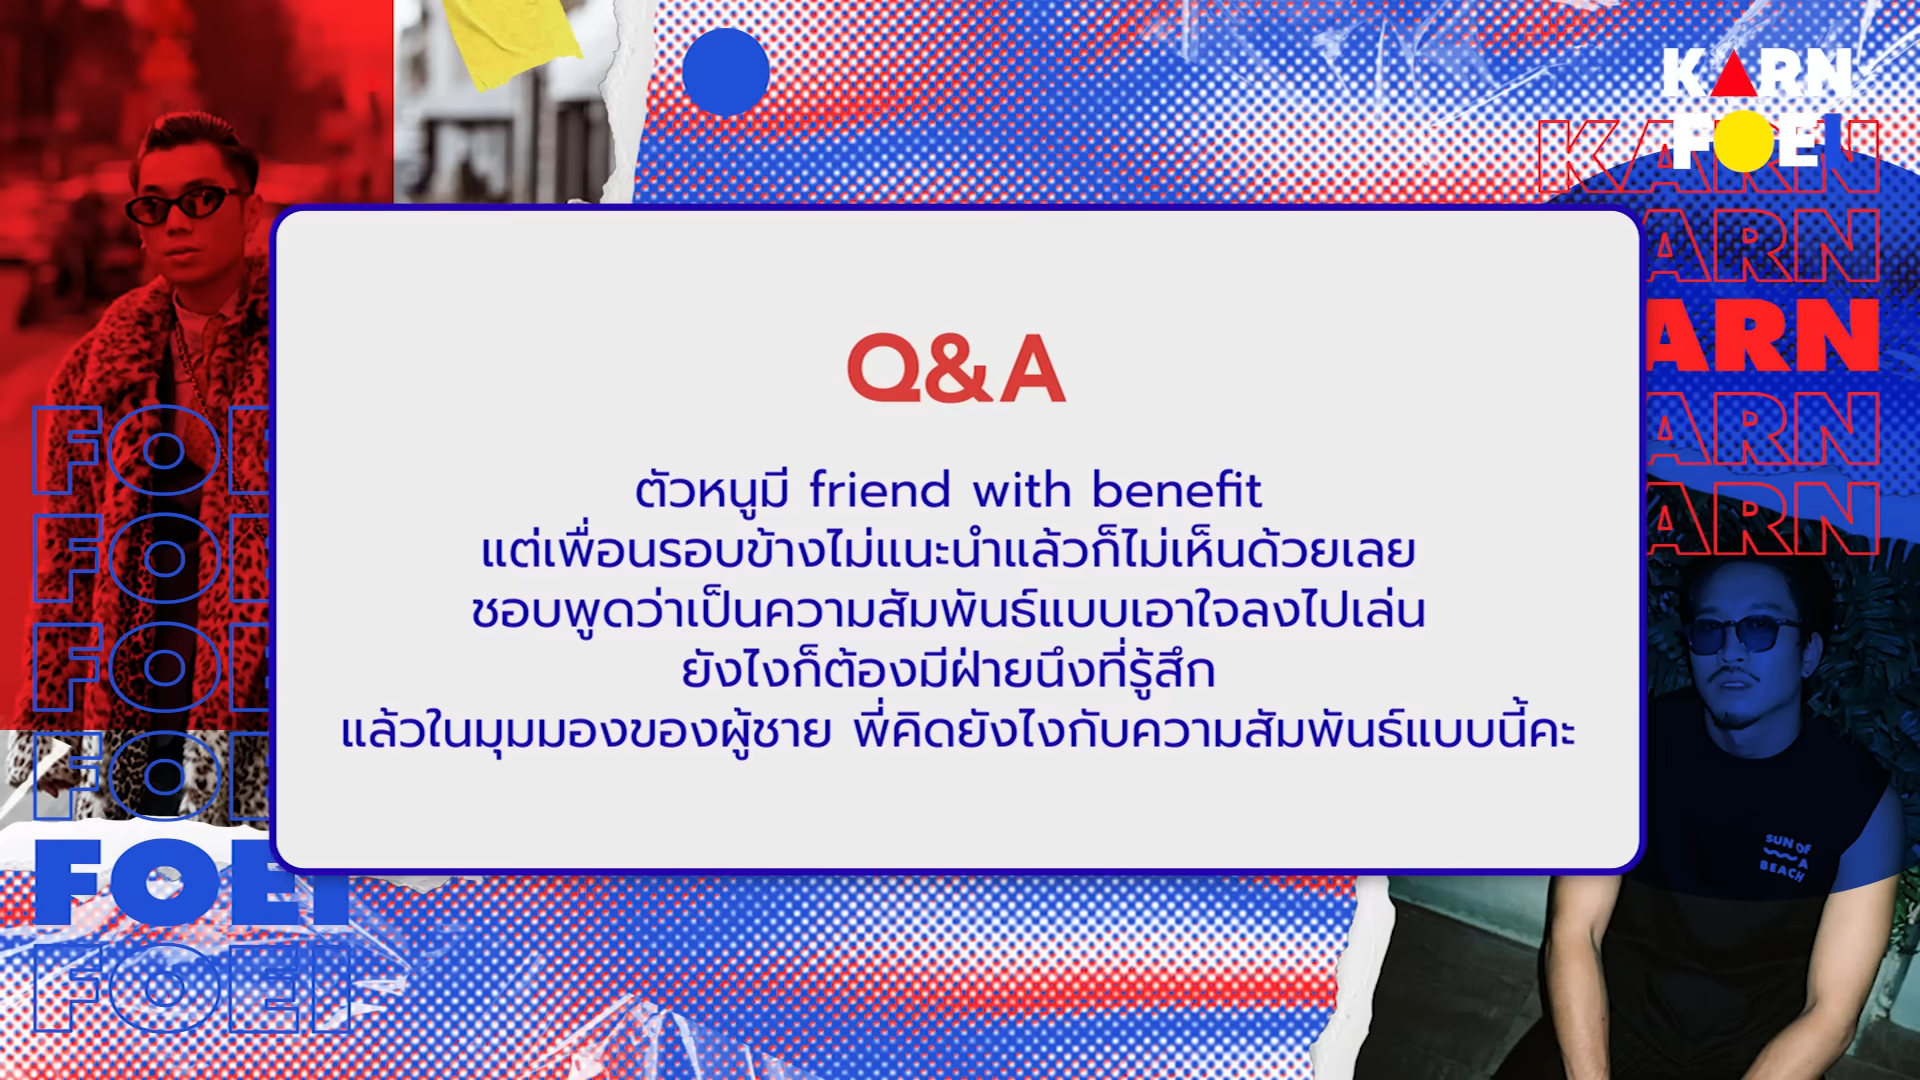 KARN
FOEI
KARN
ARN
ARN
ARN
ARN
Q&A
ตัวหนูมี friend with benefit
แต่เพื่อนรอบข้างไม่แนะนำแล้วก็ไม่เห็นด้วยเลย
ชอบพูดว่าเป็นความสัมพันธ์แบบเอาใจลงไปเล่น
ยังไงก็ต้องมีฝ่ายนึงที่รู้สึก
แล้วในมุมมองของผู้ชาย พี่คิดยังไงกับความสัมพันธ์แบบนี้คะ
FOE
FOE
FOE
FOE
FOEI
FOEI
SUN OF
A
BEACH